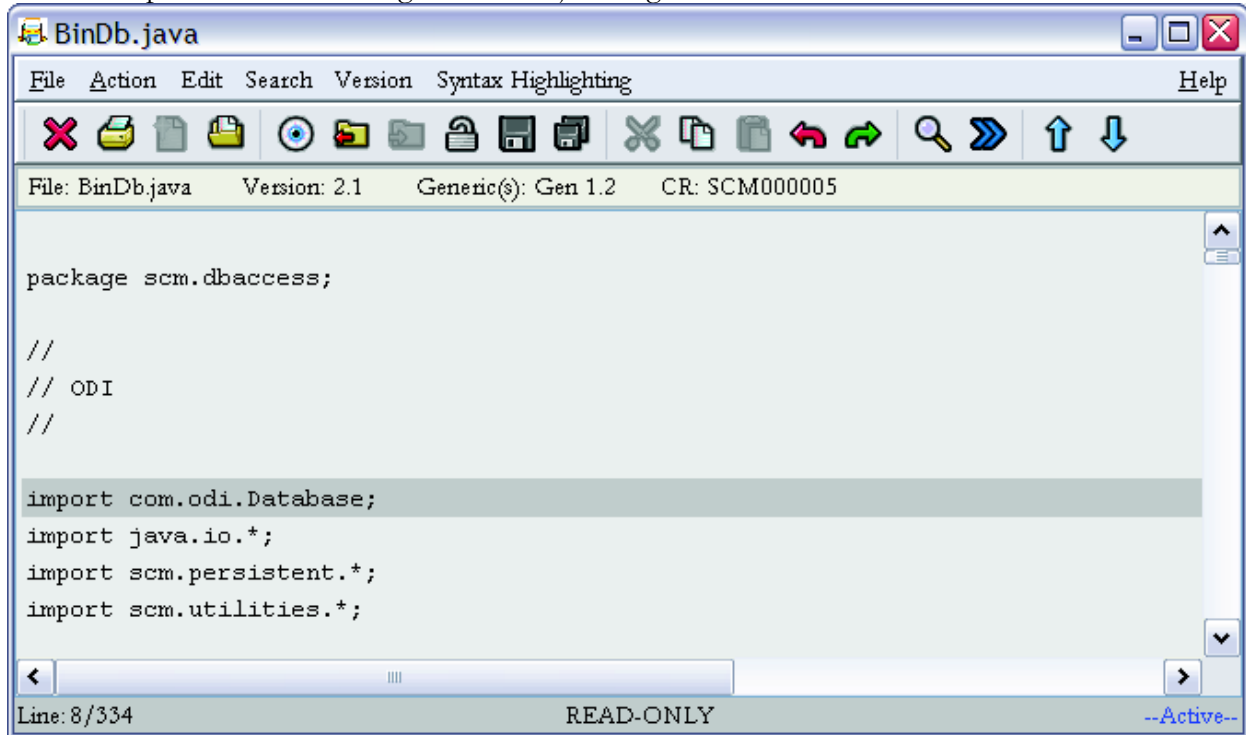 BinDb.java
File Action Edit Search Version Syntax Highlighting Help
File: BinDb.java Version: 2.1 Generic(s): Gen 1.2 CR: SCM000005
package scm.dbaccess;
//
// ODI
//
import com.odi.Database;
import java.io.*;
import scm.persistent.*;
import scm.utilities.*;
Line: 8/334 READ-ONLY --Active--